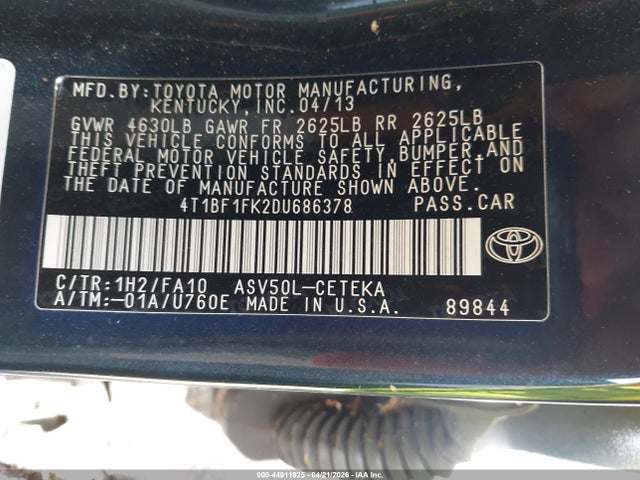 MFD.BY:TOYOTA MOTOR MANUFACTURING,
KENTUCKY,INC.04/13
GVWR 4630LB GAWR FR 2625LB RR 2625LB
THIS VEHICLE CONFORMS TO ALL APPLICABLE
FEDERAL MOTOR VEHICLE SAFETY,BUMPER,AND
THEFT PREVENTION STANDARDS IN EFFECT ON
THE DATE OF MANUFACTURE SHOWN ABOVE.
4T1BF1FK2DU686378 PASS.CAR
C/TR:1H2/FA10 ASV50L-CETEKA
A/TM:-01A/U760E MADE IN U.S.A. 89844
000-44911925 - 04/21/2026 - IAA Inc.